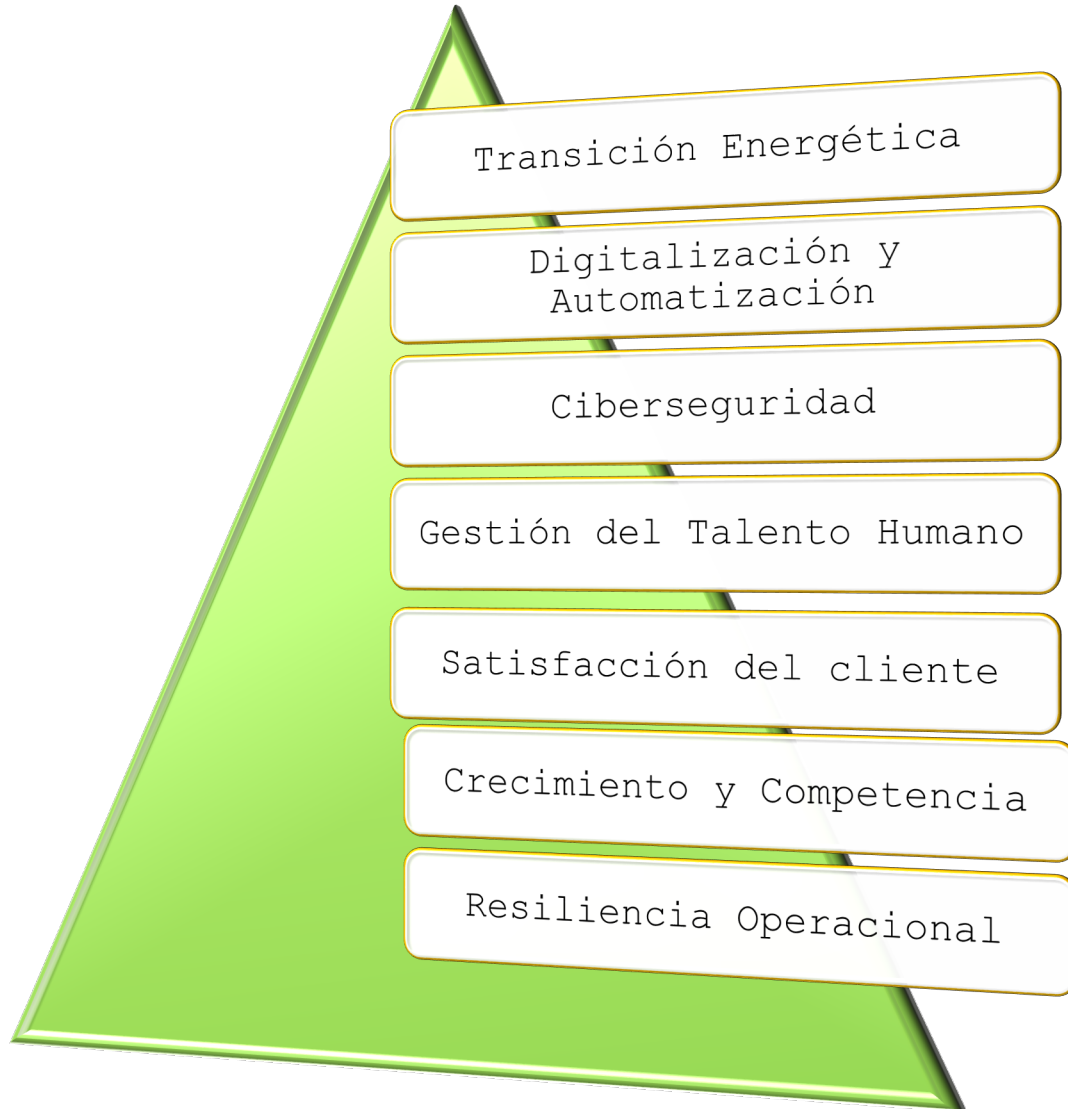 Transición Energética
Digitalización y
Automatización
Ciberseguridad
Gestión del Talento Humano
Satisfacción del cliente
Crecimiento y Competencia
Resiliencia Operacional